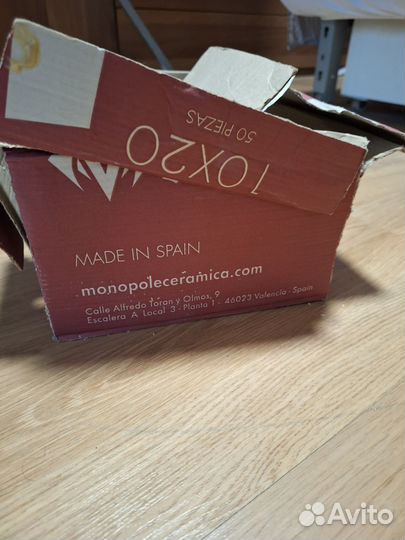 50 PIEZAS
10X20
MADE IN SPAIN
monopoleceramica.com
Calle Alfredo Toran y Olmos, 9
Escalera A Local 3 - Planta 1 - 46023 Valencia - Spain
Avito